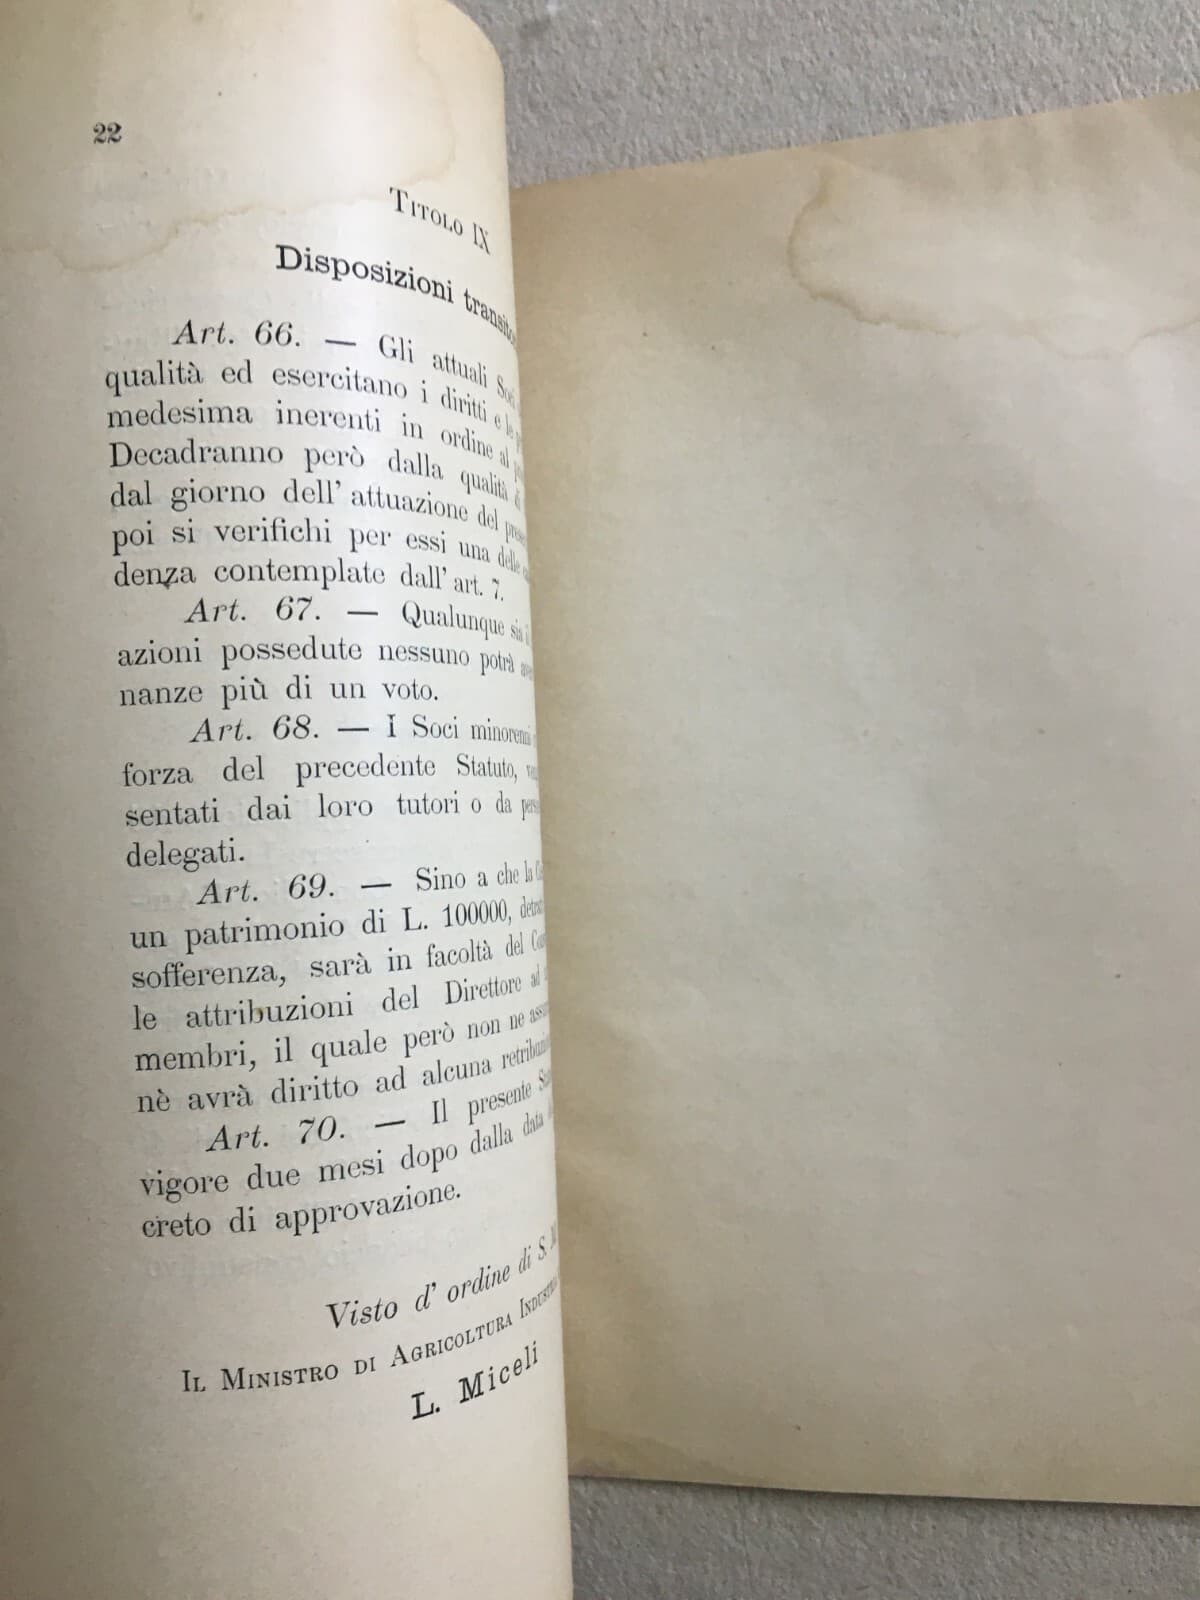 22
Titolo IX
Disposizioni
Art. 66. — Gli attuali
qualità ed esercitano i diritti e le
medesima inerenti in ordine al
Decadranno però dalla qualità
dal giorno dell' attuazione del
poi si verifichi per essi una delle
denza contemplate dall' art. 7.
Art. 67. — Qualunque sia
azioni possedute nessuno potrà
nanze più di un voto.
Art. 68. — I Soci
forza del precedente Statuto,
sentati dai loro tutori o da
delegati.
Art. 69. — Sino a che la
un patrimonio di L. 100000,
sofferenza, sarà in facoltà del
le attribuzioni del Direttore ad
membri, il quale però non ne
nè avrà diritto ad alcuna
Art. 70. — Il presente
vigore due mesi dopo dalla data
creto di approvazione.
Visto d' ordine di S.
Il Ministro di Agricoltura
L. Miceli